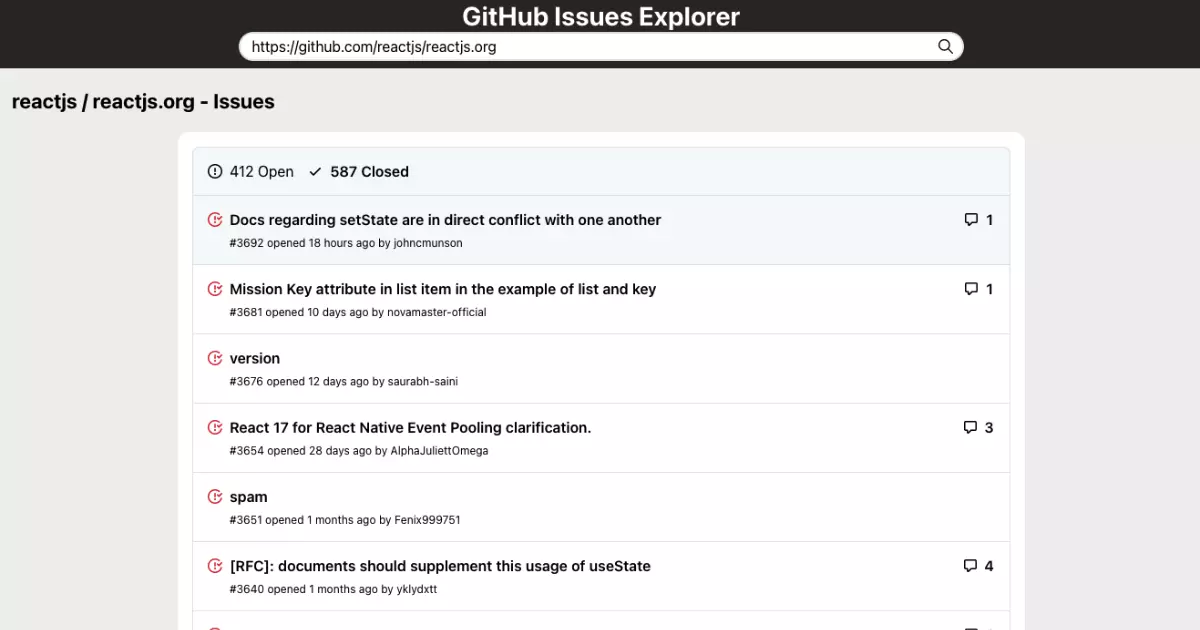 GitHub Issues Explorer
https://github.com/reactjs/reactjs.org
reactjs / reactjs.org - Issues
412 Open 587 Closed
Docs regarding setState are in direct conflict with one another 1
#3692 opened 18 hours ago by johncmunson
Mission Key attribute in list item in the example of list and key 1
#3681 opened 10 days ago by novamaster-official
version
#3676 opened 12 days ago by saurabh-saini
React 17 for React Native Event Pooling clarification. 3
#3654 opened 28 days ago by AlphaJuliettOmega
spam
#3651 opened 1 months ago by Fenix999751
[RFC]: documents should supplement this usage of useState 4
#3640 opened 1 months ago by yklydxtt